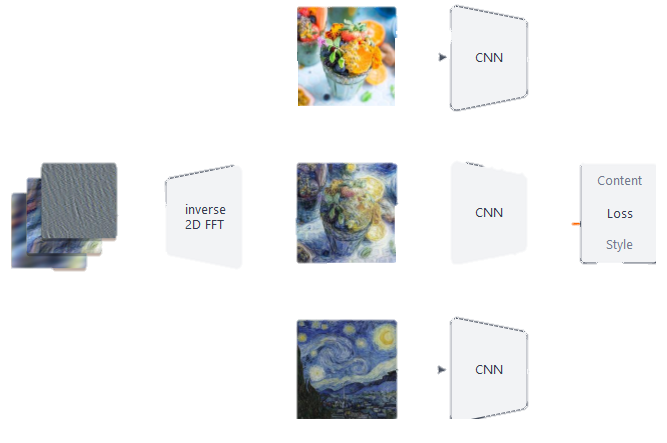 CNN
inverse
2D FFT
CNN
Content
Loss
Style
CNN